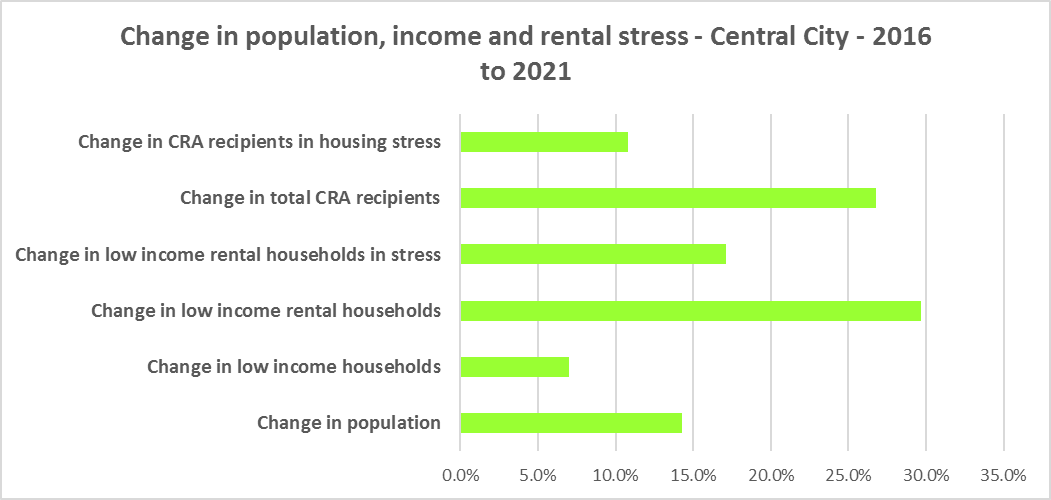 Change in population, income and rental stress - Central City - 2016
to 2021
Change in CRA recipients in housing stress
Change in total CRA recipients
Change in low income rental households in stress
Change in low income rental households
Change in low income households
Change in population
0.0% 5.0% 10.0% 15.0% 20.0% 25.0% 30.0% 35.0%